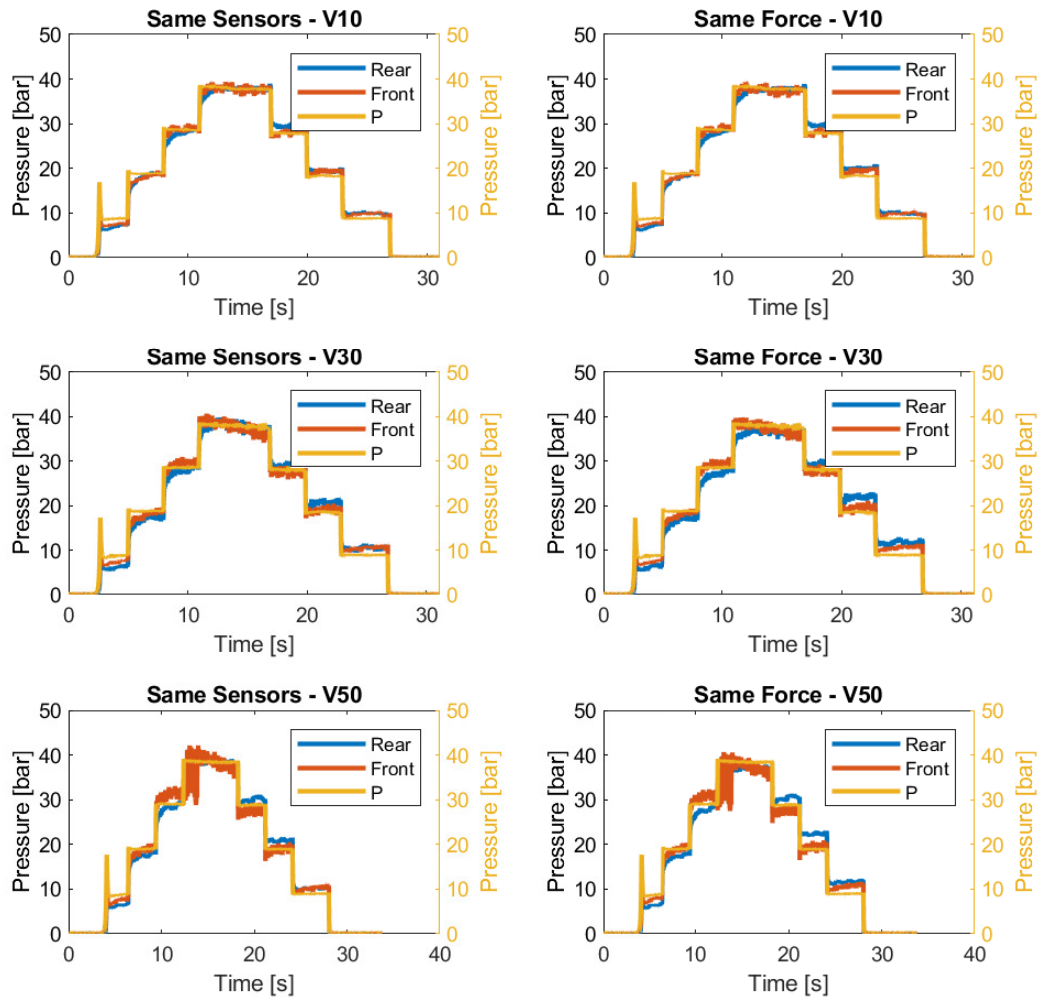 Same Sensors - V10
50
40
30
20
10
0
Pressure [bar]
Rear
Front
P
50
40
30
20
10
0
Pressure [bar]
0 10 20 30
Time [s]
Same Force - V10
50
40
30
20
10
0
Pressure [bar]
Rear
Front
P
50
40
30
20
10
0
Pressure [bar]
0 10 20 30
Time [s]
Same Sensors - V30
50
40
30
20
10
0
Pressure [bar]
Rear
Front
P
50
40
30
20
10
0
Pressure [bar]
0 10 20 30
Time [s]
Same Force - V30
50
40
30
20
10
0
Pressure [bar]
Rear
Front
P
50
40
30
20
10
0
Pressure [bar]
0 10 20 30
Time [s]
Same Sensors - V50
50
40
30
20
10
0
Pressure [bar]
Rear
Front
P
50
40
30
20
10
0
Pressure [bar]
0 10 20 30 40
Time [s]
Same Force - V50
50
40
30
20
10
0
Pressure [bar]
Rear
Front
P
50
40
30
20
10
0
Pressure [bar]
0 10 20 30 40
Time [s]